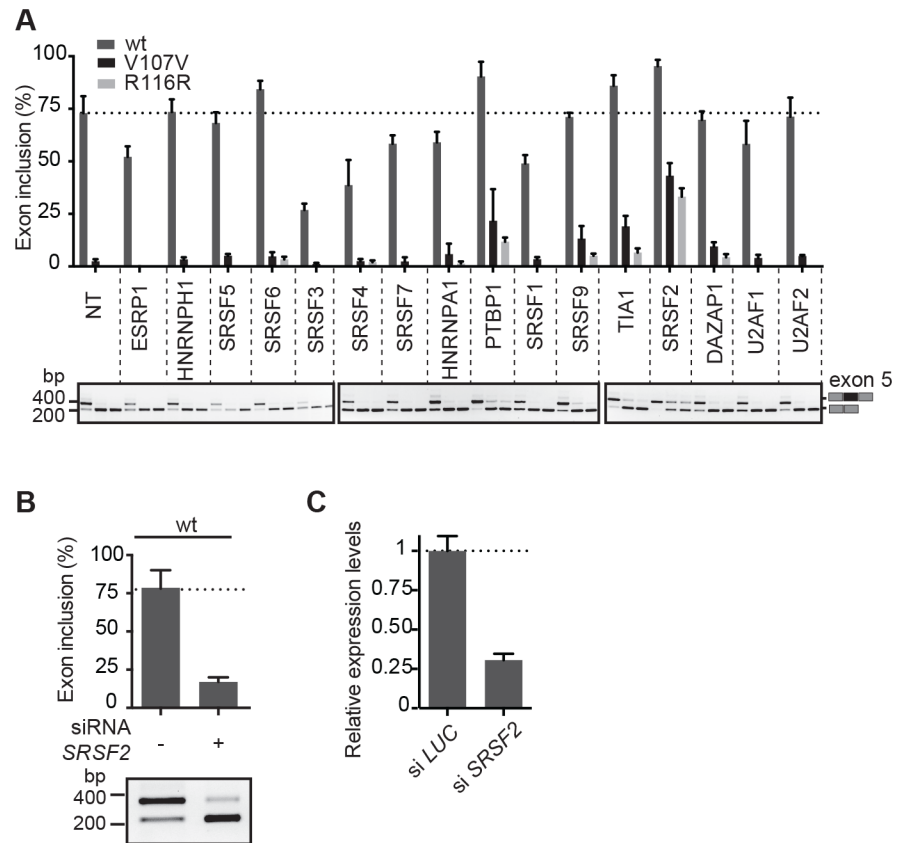 A
wt
V107V
R116R
Exon inclusion (%)
100
75
50
25
0
NT
ESRP1
HNRNPH1
SRSF5
SRSF6
SRSF3
SRSF4
SRSF7
HNRNPA1
PTBP1
SRSF1
SRSF9
TIA1
SRSF2
DAZAP1
U2AF1
U2AF2
bp
400
200
exon 5
B
wt
Exon inclusion (%)
100
75
50
25
0
siRNA
SRSF2
- +
bp
400
200
C
Relative expression levels
1
0.75
0.50
0.25
0
si LUC
si SRSF2